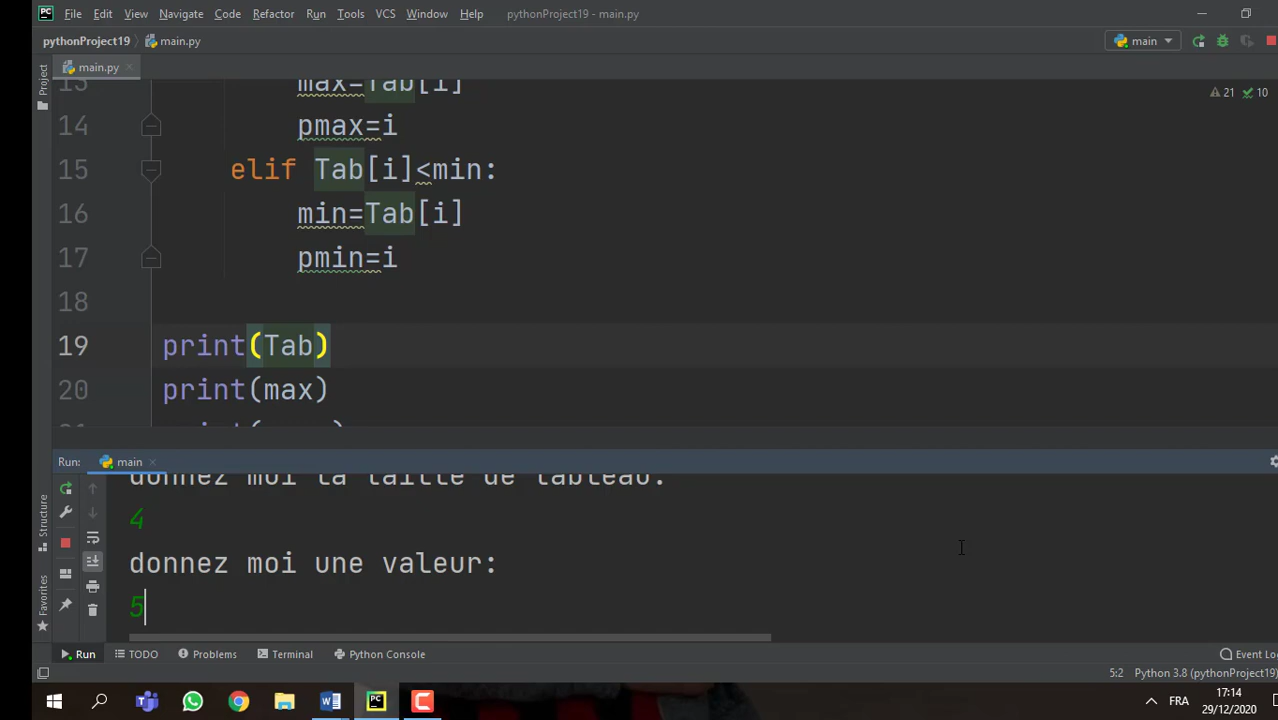 PC File Edit View Navigate Code Refactor Run Tools VCS Window Help pythonProject19 - main.py
pythonProject19 main.py main
main.py
Project
21 10
13 max=Tab[i]
14 pmax=i
15 elif Tab[i]<min:
16 min=Tab[i]
17 pmin=i
18
19 print(Tab)
20 print(max)
Run: main
donnez moi la taille de tableau:
4
donnez moi une valeur:
5
Structure
Favorites
Run TODO Problems Terminal Python Console Event Lo
5:2 Python 3.8 (pythonProject19)
PC FR 17:14
29/12/2020